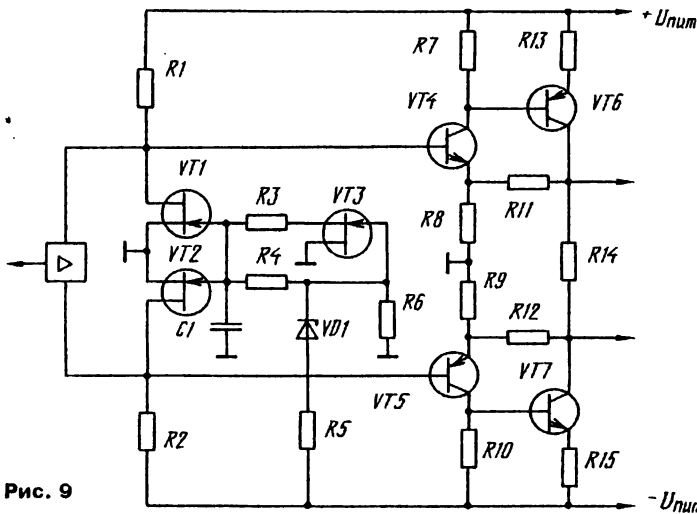 + Uпит
R7
R13
R1
VT4
VT6
VT1
R3
VT3
R11
R8
VT2
R4
R14
R9
R6
R12
C1
VD1
VT5
VT7
R2
R5
R10
R15
Рис. 9
- Uпит